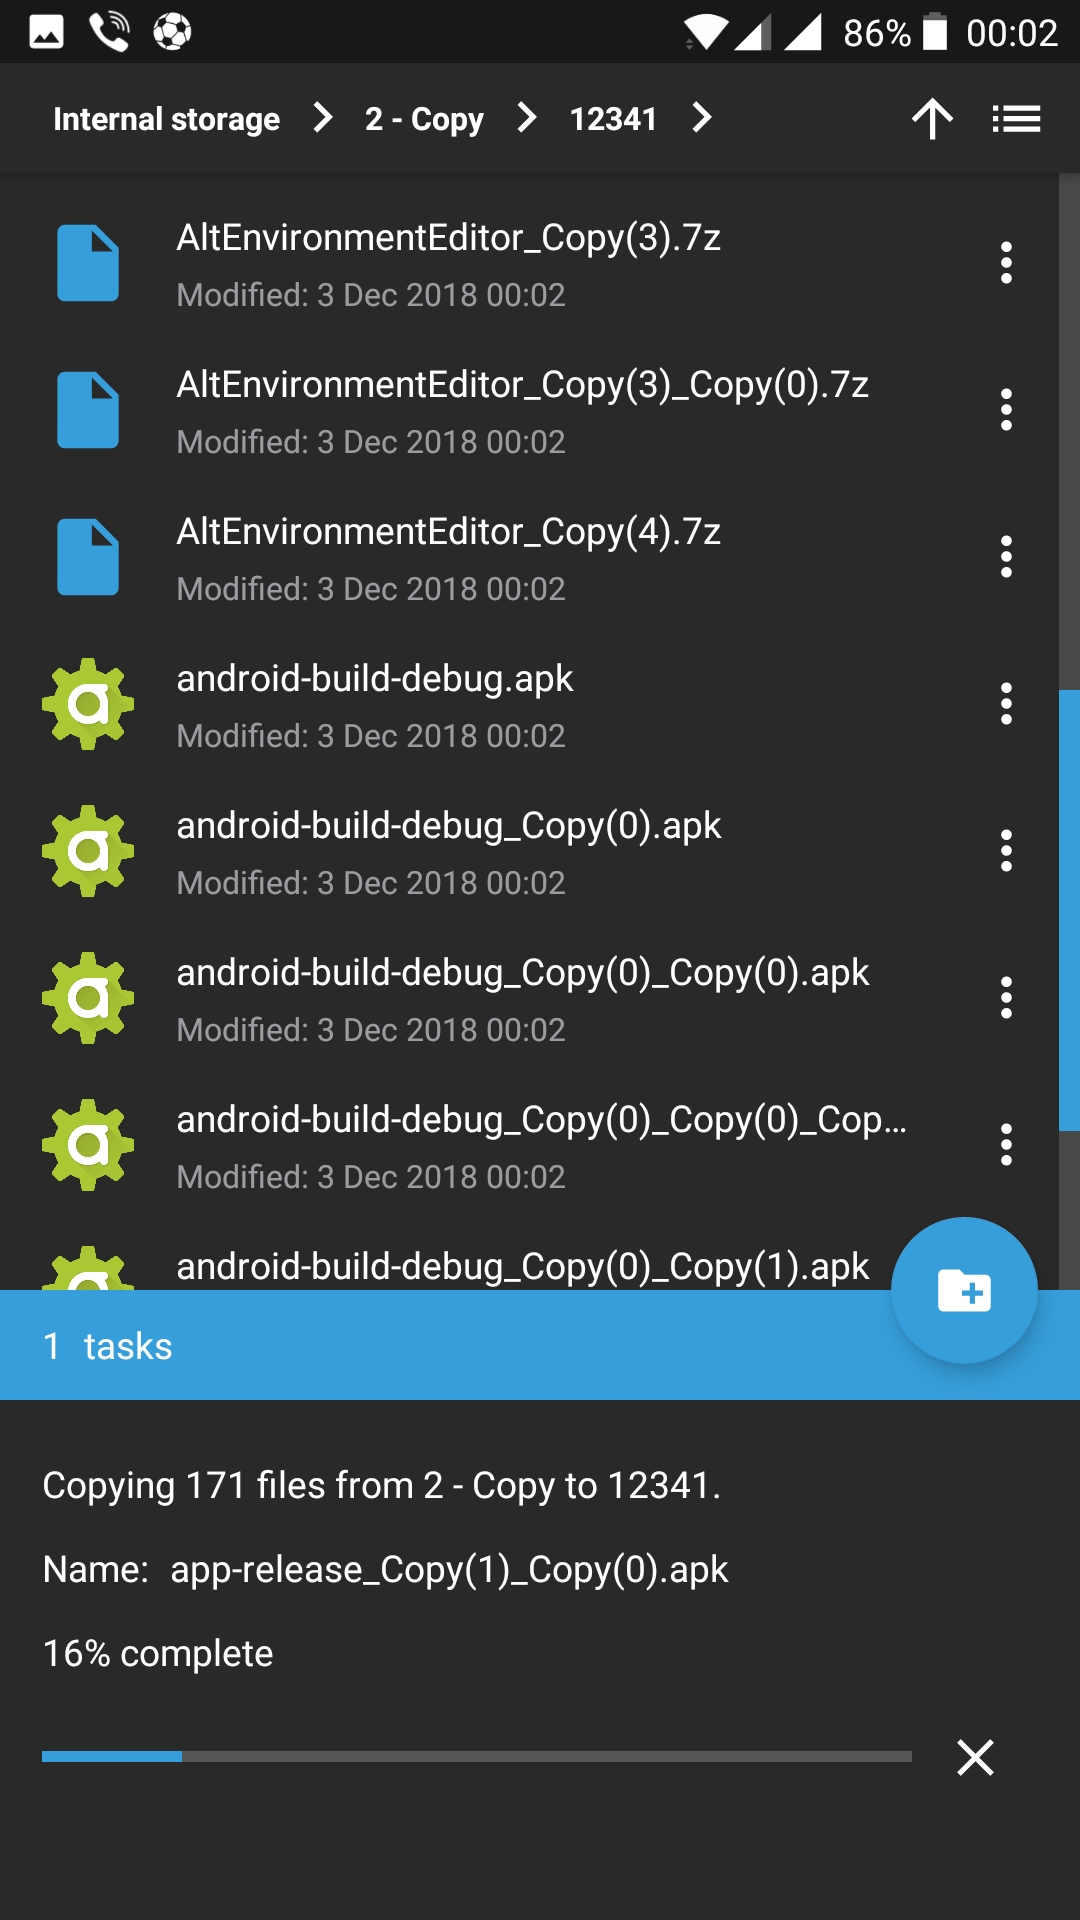 86% 00:02
Internal storage 2 - Copy 12341
AltEnvironmentEditor_Copy(3).7z
Modified: 3 Dec 2018 00:02
AltEnvironmentEditor_Copy(3)_Copy(0).7z
Modified: 3 Dec 2018 00:02
AltEnvironmentEditor_Copy(4).7z
Modified: 3 Dec 2018 00:02
android-build-debug.apk
Modified: 3 Dec 2018 00:02
android-build-debug_Copy(0).apk
Modified: 3 Dec 2018 00:02
android-build-debug_Copy(0)_Copy(0).apk
Modified: 3 Dec 2018 00:02
android-build-debug_Copy(0)_Copy(0)_Cop...
Modified: 3 Dec 2018 00:02
android-build-debug_Copy(0)_Copy(1).apk
1 tasks
Copying 171 files from 2 - Copy to 12341.
Name: app-release_Copy(1)_Copy(0).apk
16% complete